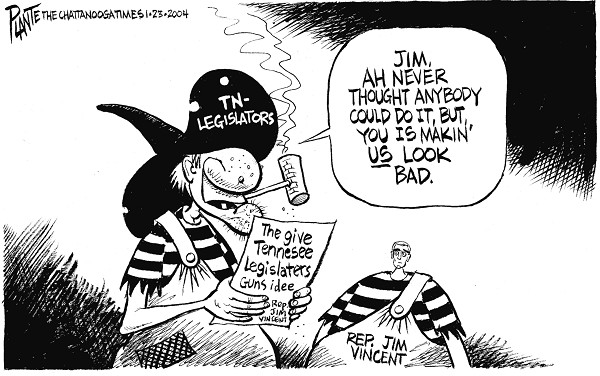 PLANTE THE CHATTANOOGA TIMES 1•23•2004
JIM,
AH NEVER
THOUGHT ANYBODY
COULD DO IT, BUT,
YOU IS MAKIN'
US LOOK
BAD.
TN-
LEGISLATORS
The give
Tennesee
Legislaters
Guns idee
REP.
JIM
VINCENT
REP. JIM
VINCENT